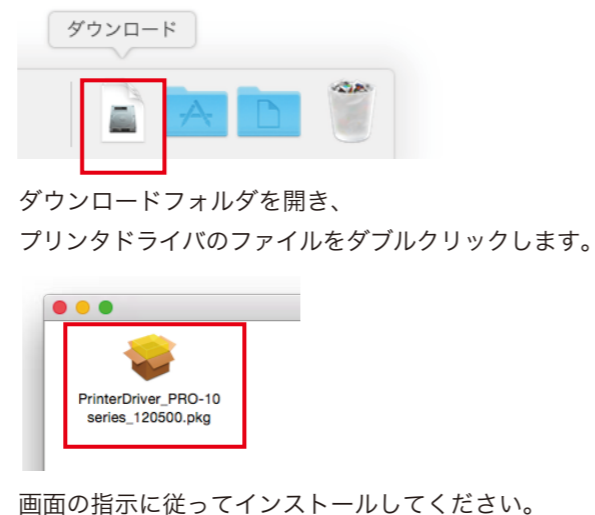 ダウンロード
ダウンロードフォルダを開き、
プリンタドライバのファイルをダブルクリックします。
PrinterDriver_PRO-10
series_120500.pkg
画面の指示に従ってインストールしてください。